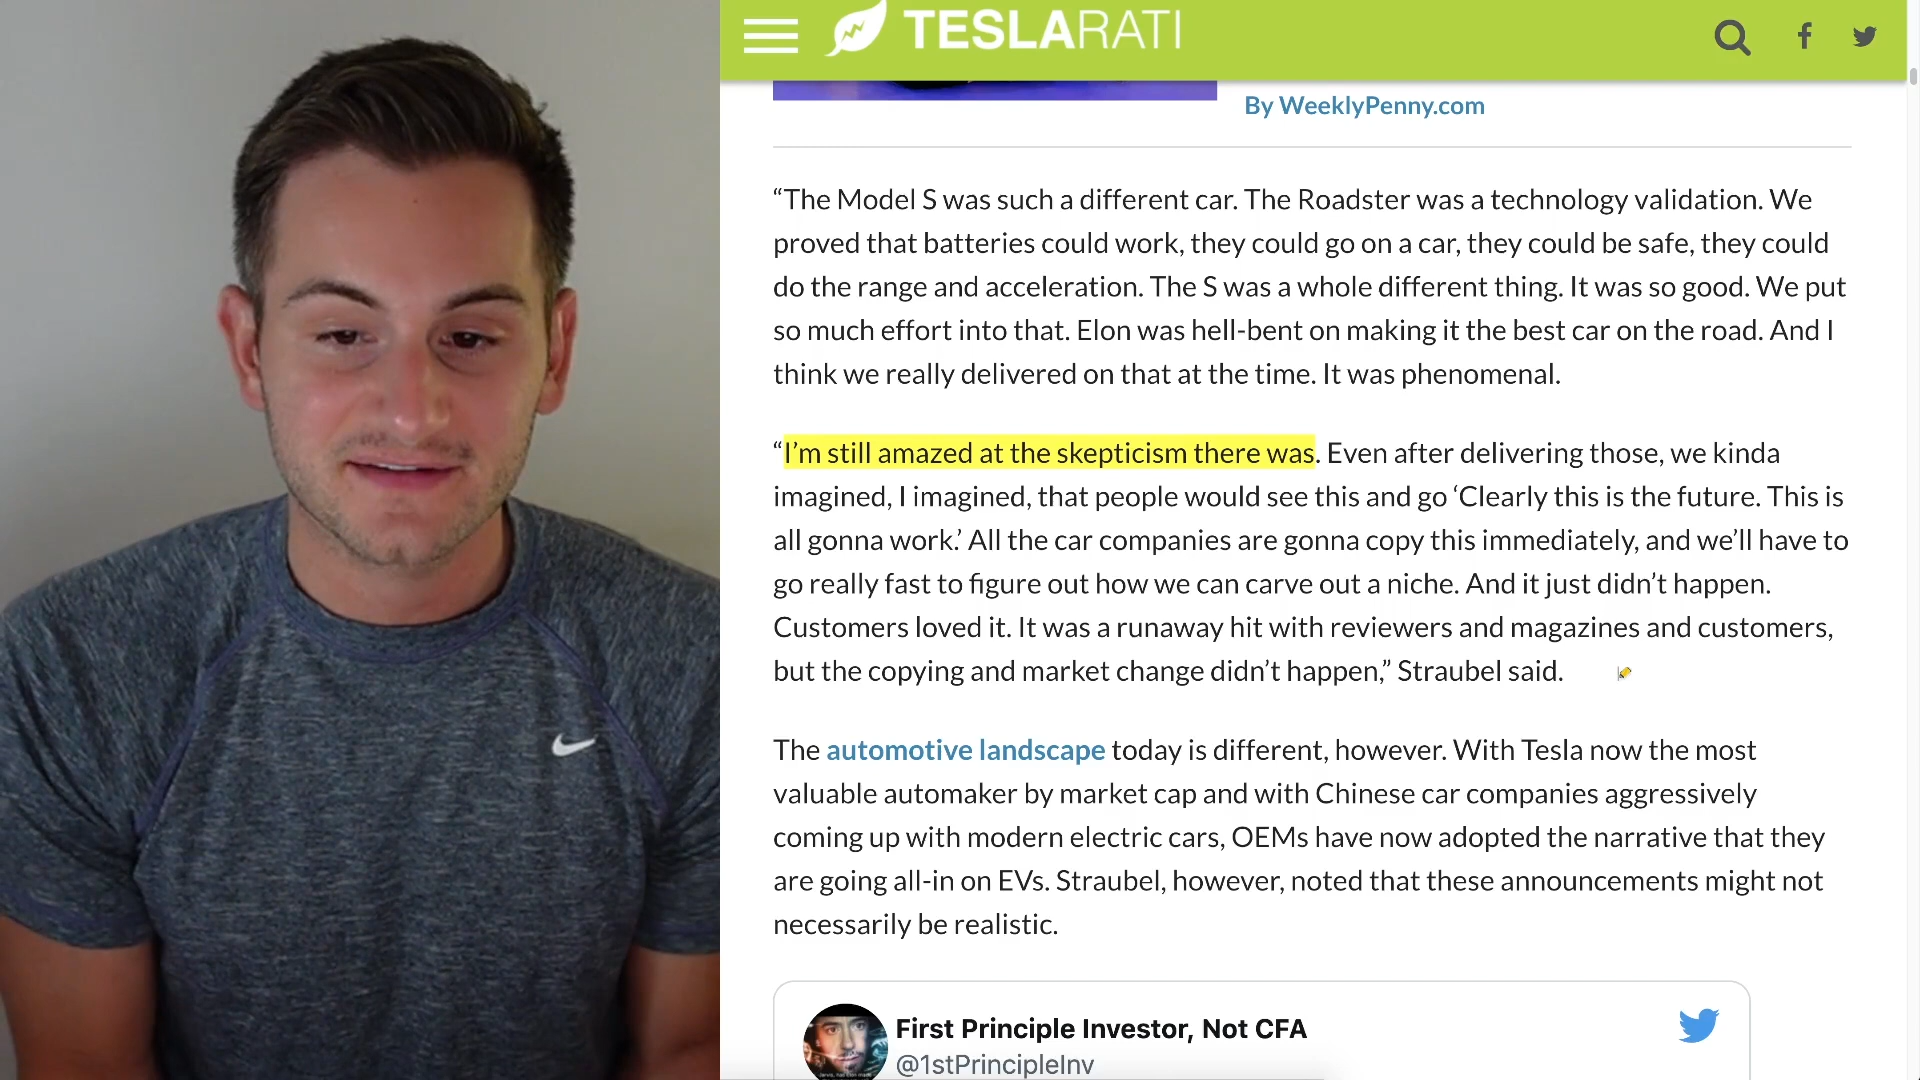 TESLARATI
By WeeklyPenny.com
“The Model S was such a different car. The Roadster was a technology validation. We
proved that batteries could work, they could go on a car, they could be safe, they could
do the range and acceleration. The S was a whole different thing. It was so good. We put
so much effort into that. Elon was hell-bent on making it the best car on the road. And I
think we really delivered on that at the time. It was phenomenal.
“I’m still amazed at the skepticism there was. Even after delivering those, we kinda
imagined, I imagined, that people would see this and go ‘Clearly this is the future. This is
all gonna work.’ All the car companies are gonna copy this immediately, and we’ll have to
go really fast to figure out how we can carve out a niche. And it just didn’t happen.
Customers loved it. It was a runaway hit with reviewers and magazines and customers,
but the copying and market change didn’t happen,” Straubel said.
The automotive landscape today is different, however. With Tesla now the most
valuable automaker by market cap and with Chinese car companies aggressively
coming up with modern electric cars, OEMs have now adopted the narrative that they
are going all-in on EVs. Straubel, however, noted that these announcements might not
necessarily be realistic.
First Principle Investor, Not CFA
@1stPrincipleInv